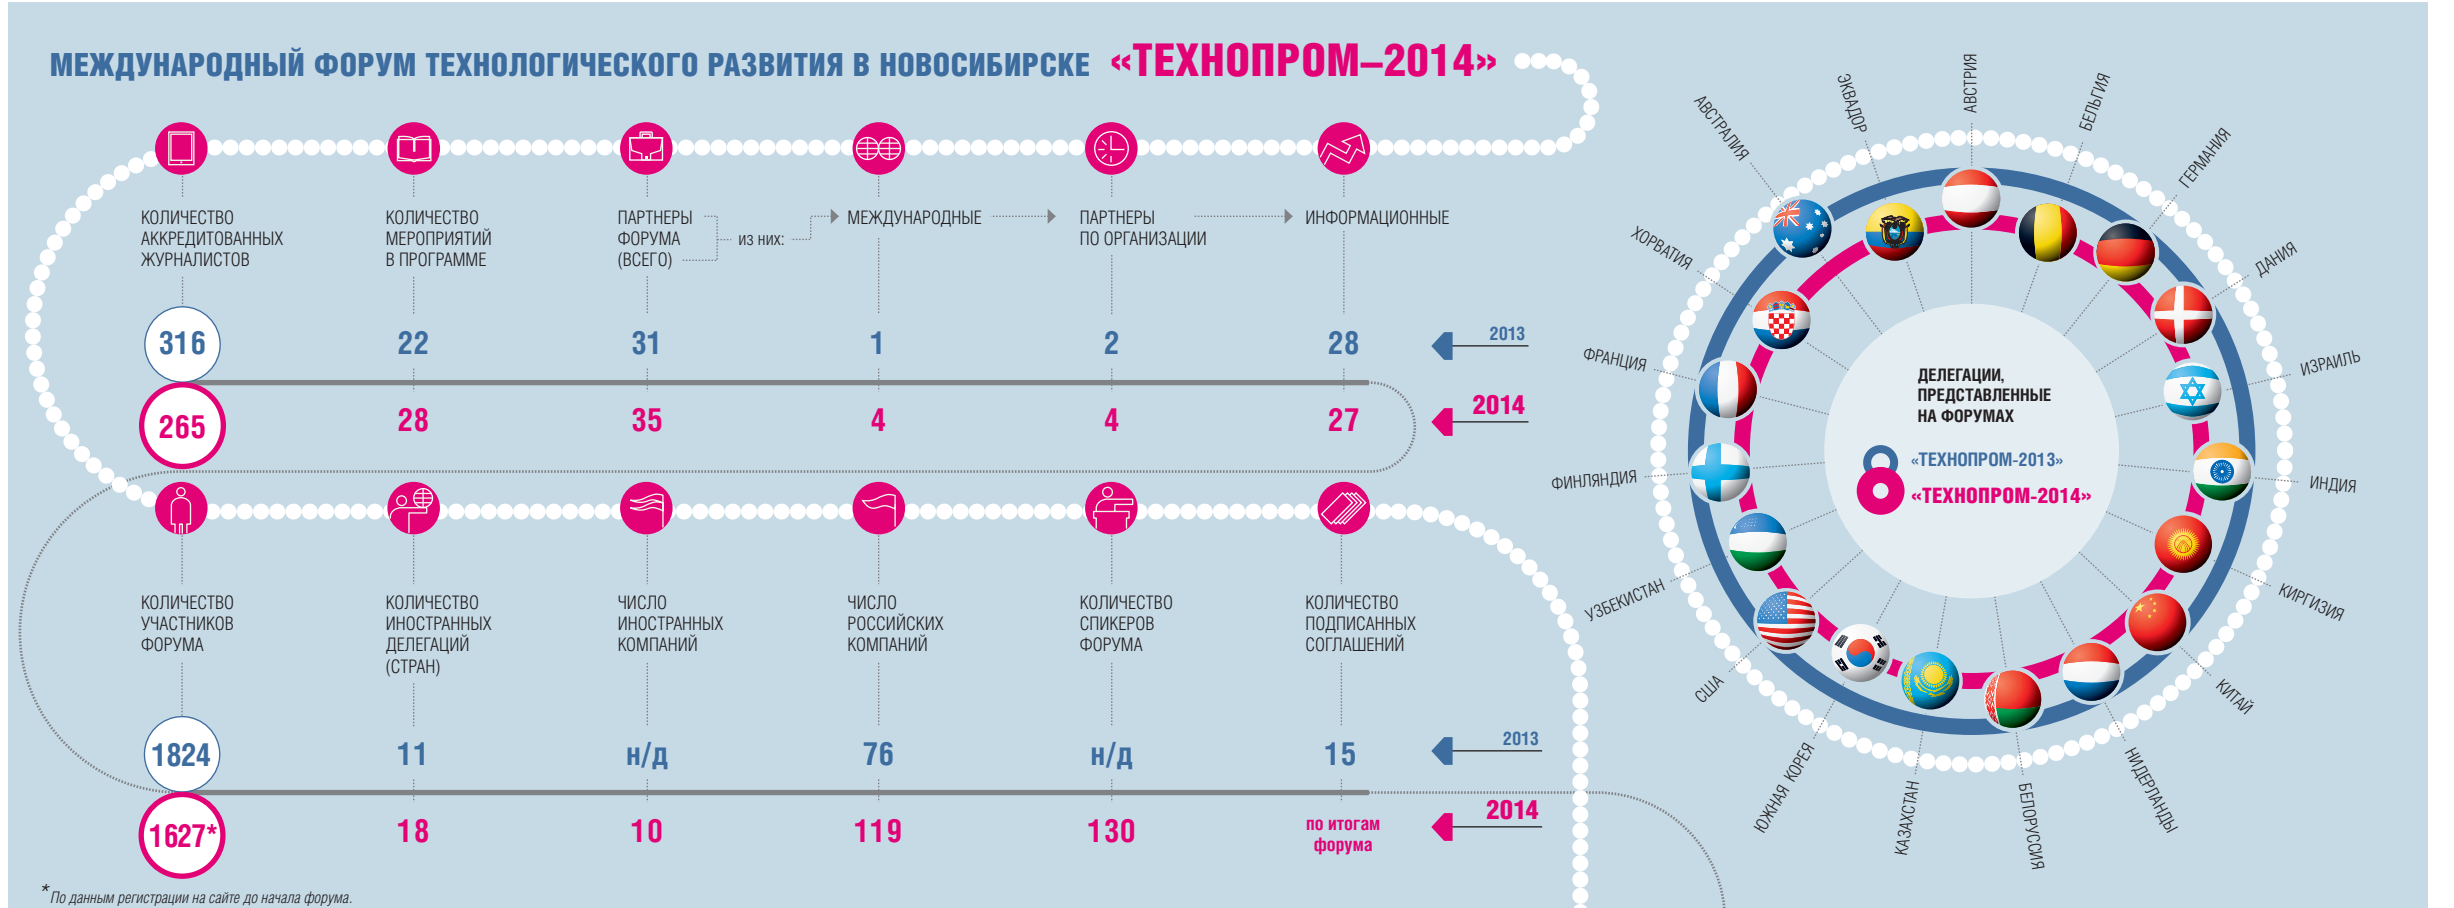 МЕЖДУНАРОДНЫЙ ФОРУМ ТЕХНОЛОГИЧЕСКОГО РАЗВИТИЯ В НОВОСИБИРСКЕ «ТЕХНОПРОМ–2014»
КОЛИЧЕСТВО
АККРЕДИТОВАННЫХ
ЖУРНАЛИСТОВ
КОЛИЧЕСТВО
МЕРОПРИЯТИЙ
В ПРОГРАММЕ
ПАРТНЕРЫ
ФОРУМА
(ВСЕГО)
из них:
МЕЖДУНАРОДНЫЕ
ПАРТНЕРЫ
ПО ОРГАНИЗАЦИИ
ИНФОРМАЦИОННЫЕ
316 22 31 1 2 28 2013
265 28 35 4 4 27 2014
КОЛИЧЕСТВО
УЧАСТНИКОВ
ФОРУМА
КОЛИЧЕСТВО
ИНОСТРАННЫХ
ДЕЛЕГАЦИЙ
(СТРАН)
ЧИСЛО
ИНОСТРАННЫХ
КОМПАНИЙ
ЧИСЛО
РОССИЙСКИХ
КОМПАНИЙ
КОЛИЧЕСТВО
СПИКЕРОВ
ФОРУМА
КОЛИЧЕСТВО
ПОДПИСАННЫХ
СОГЛАШЕНИЙ
1824 11 н/д 76 н/д 15 2013
1627* 18 10 119 130 по итогам
форума
2014
* По данным регистрации на сайте до начала форума.
АВСТРИЯ
БЕЛЬГИЯ
ГЕРМАНИЯ
ДАНИЯ
ИЗРАИЛЬ
ИНДИЯ
КИРГИЗИЯ
КИТАЙ
НИДЕРЛАНДЫ
БЕЛОРУССИЯ
КАЗАХСТАН
ЮЖНАЯ КОРЕЯ
США
УЗБЕКИСТАН
ФИНЛЯНДИЯ
ФРАНЦИЯ
ХОРВАТИЯ
АВСТРАЛИЯ
ЭКВАДОР
ДЕЛЕГАЦИИ,
ПРЕДСТАВЛЕННЫЕ
НА ФОРУМАХ
«ТЕХНОПРОМ-2013»
«ТЕХНОПРОМ-2014»